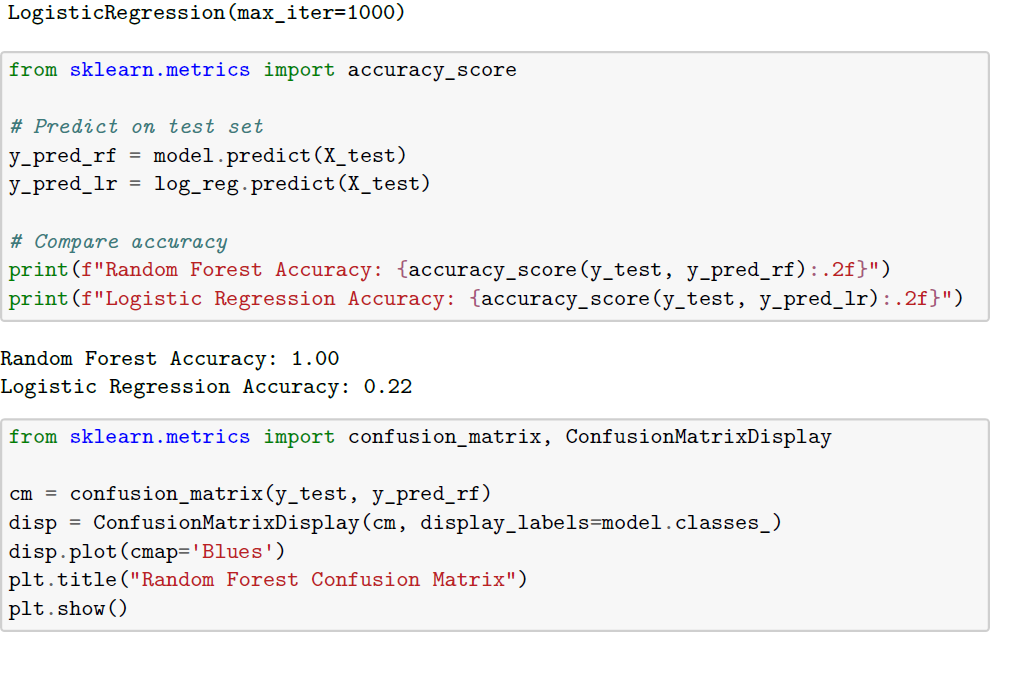 LogisticRegression(max_iter=1000)
from sklearn.metrics import accuracy_score
# Predict on test set
y_pred_rf = model.predict(X_test)
y_pred_lr = log_reg.predict(X_test)
# Compare accuracy
print(f"Random Forest Accuracy: {accuracy_score(y_test, y_pred_rf):.2f}")
print(f"Logistic Regression Accuracy: {accuracy_score(y_test, y_pred_lr):.2f}")
Random Forest Accuracy: 1.00
Logistic Regression Accuracy: 0.22
from sklearn.metrics import confusion_matrix, ConfusionMatrixDisplay
cm = confusion_matrix(y_test, y_pred_rf)
disp = ConfusionMatrixDisplay(cm, display_labels=model.classes_)
disp.plot(cmap='Blues')
plt.title("Random Forest Confusion Matrix")
plt.show()